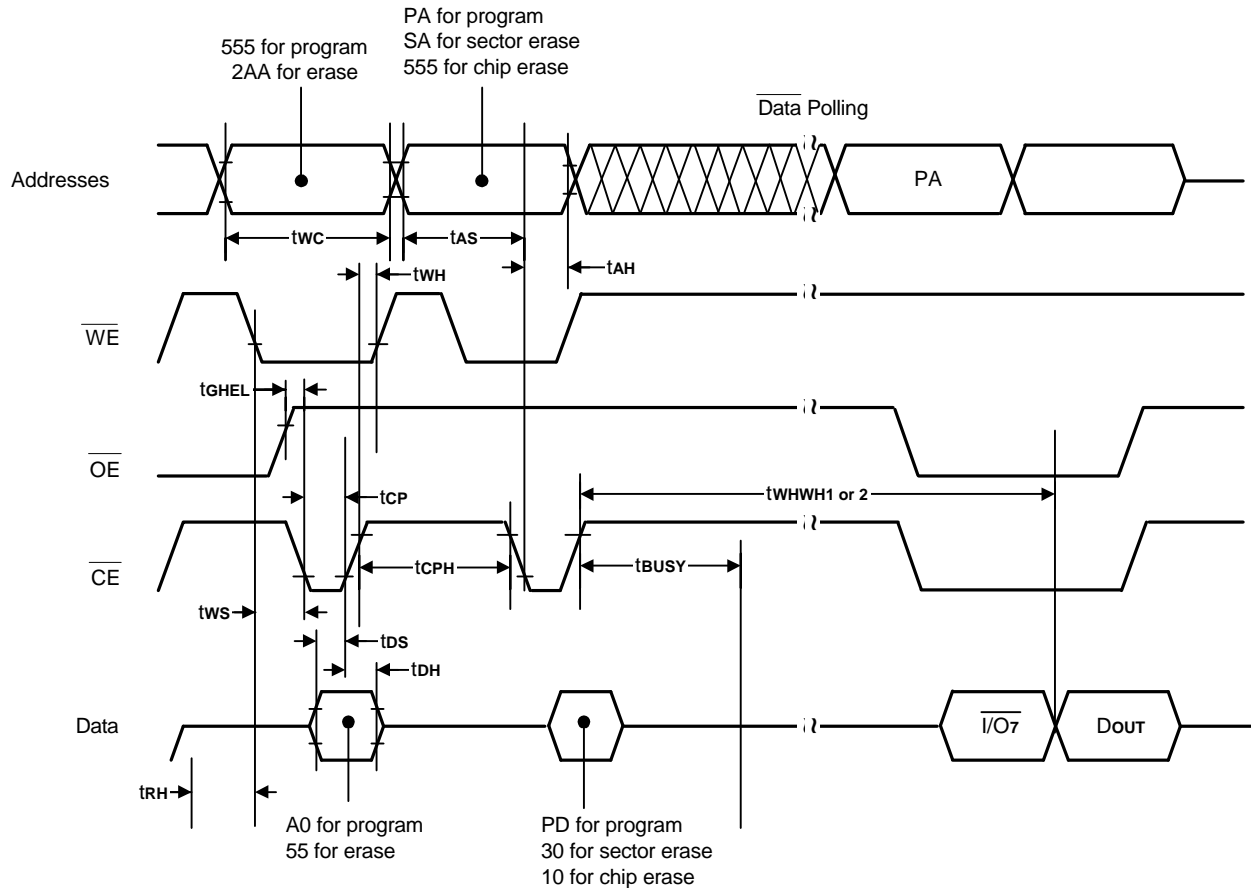 PA for program
SA for sector erase
555 for chip erase
555 for program
2AA for erase
Data Polling
Addresses
PA
tWC
tAS
tWH
tAH
WE
tGHEL
OE
tCP
tWHWH1 or 2
CE
tCPH
tBUSY
tWS
tDS
tDH
Data
I/O7
DOUT
tRH
A0 for program
55 for erase
PD for program
30 for sector erase
10 for chip erase